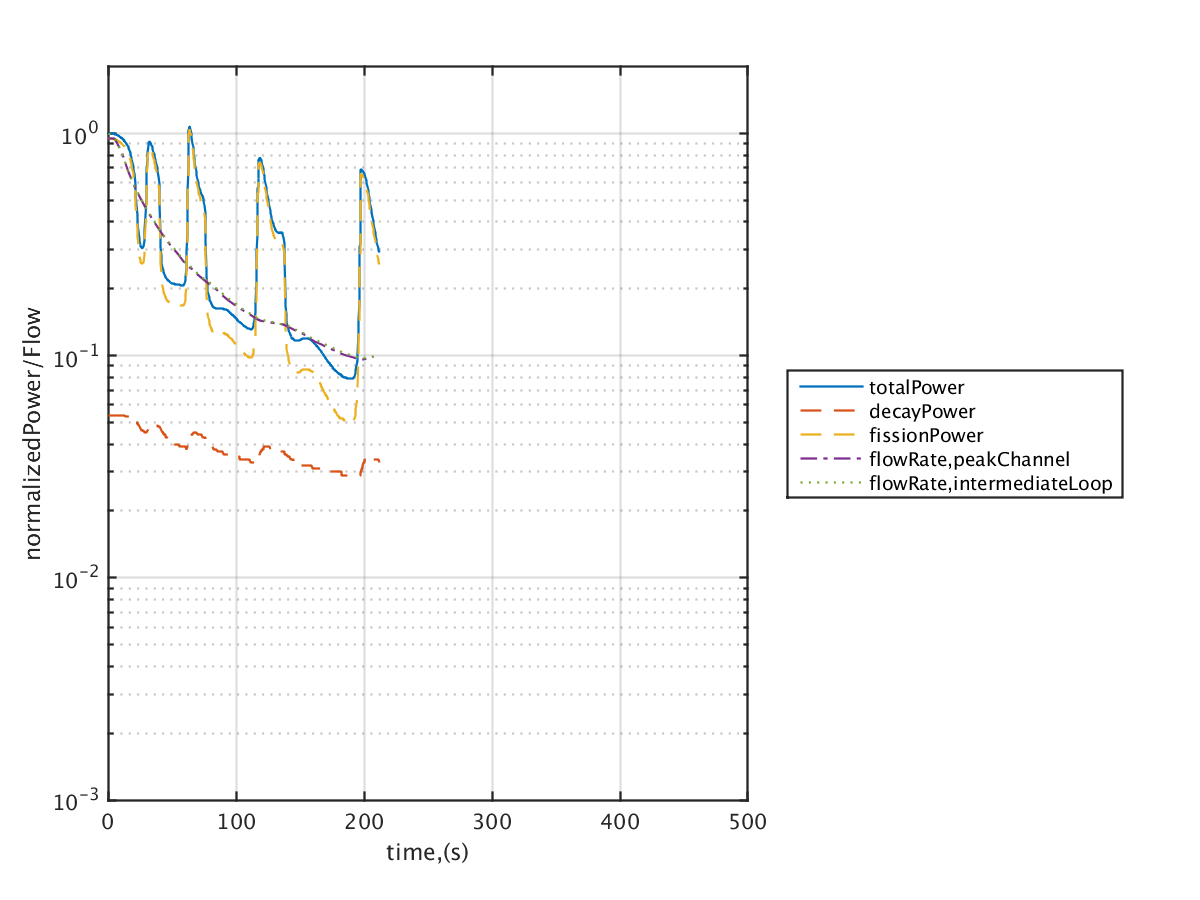 10^0
10^-1
10^-2
10^-3
normalizedPower/Flow
0 100 200 300 400 500
time,(s)
totalPower
decayPower
fissionPower
flowRate,peakChannel
flowRate,intermediateLoop